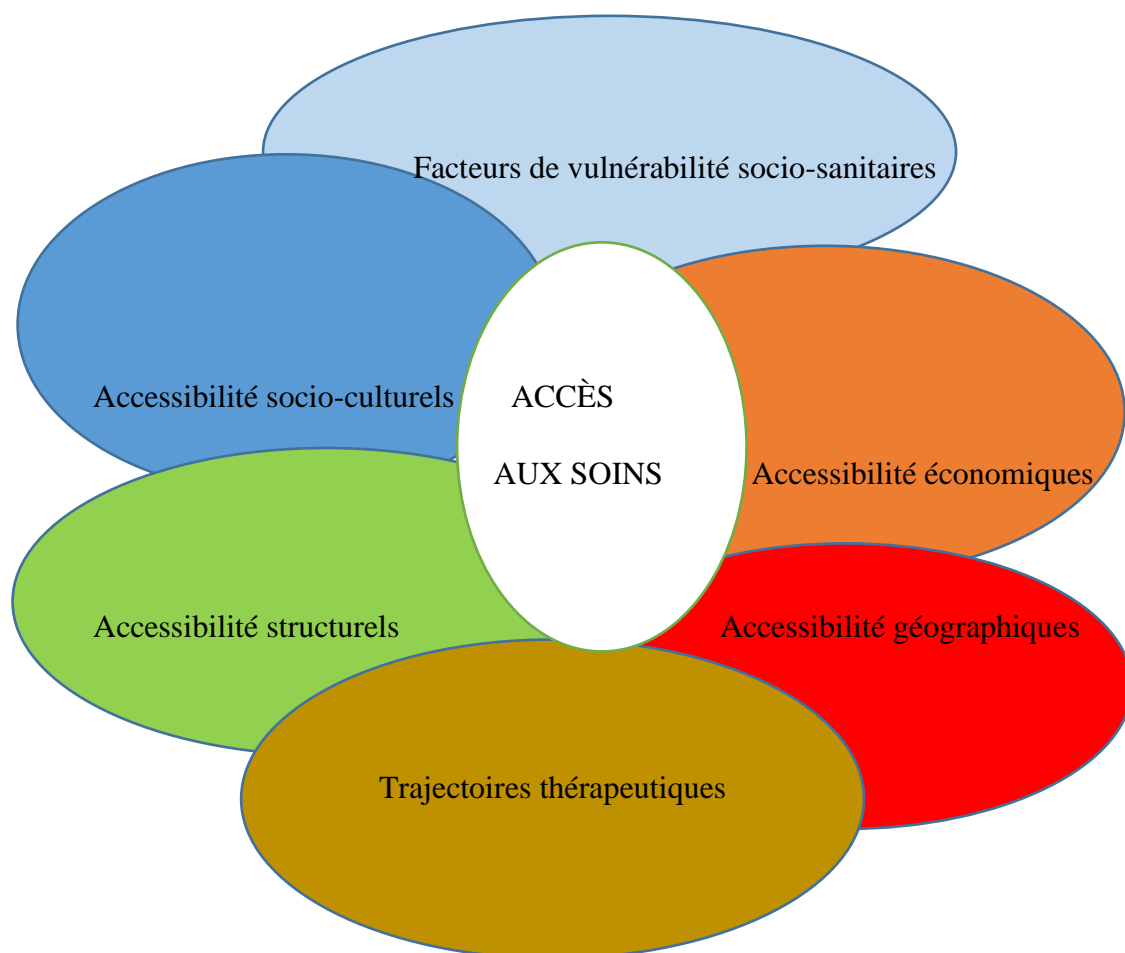 Facteurs de vulnérabilité socio-sanitaires
Accessibilité socio-culturels
ACCÈS
AUX SOINS
Accessibilité économiques
Accessibilité structurels
Accessibilité géographiques
Trajectoires thérapeutiques